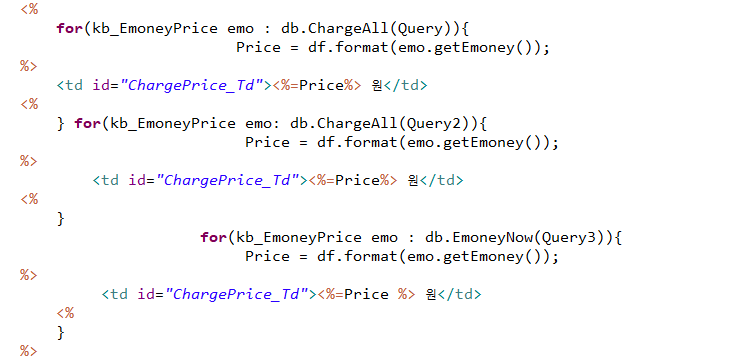 <%
for(kb_EmoneyPrice emo : db.ChargeAll(Query)){
Price = df.format(emo.getEmoney());
%>
<td id="ChargePrice_Td"><%=Price%> 원</td>
<%
} for(kb_EmoneyPrice emo: db.ChargeAll(Query2)){
Price = df.format(emo.getEmoney());
%>
<td id="ChargePrice_Td"><%=Price%> 원</td>
<%
}
for(kb_EmoneyPrice emo : db.EmoneyNow(Query3)){
Price = df.format(emo.getEmoney());
%>
<td id="ChargePrice_Td"><%=Price %> 원</td>
<%
}
%>